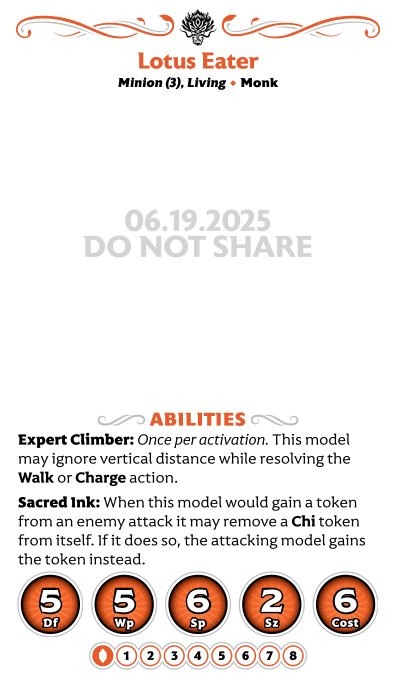 Lotus Eater
Minion (3), Living ♦ Monk
06.19.2025
DO NOT SHARE
ABILITIES
Expert Climber: Once per activation. This model
may ignore vertical distance while resolving the
Walk or Charge action.
Sacred Ink: When this model would gain a token
from an enemy attack it may remove a Chi token
from itself. If it does so, the attacking model gains
the token instead.
5 5 6 2 6
Df Wp Sp Sz Cost
1 2 3 4 5 6 7 8